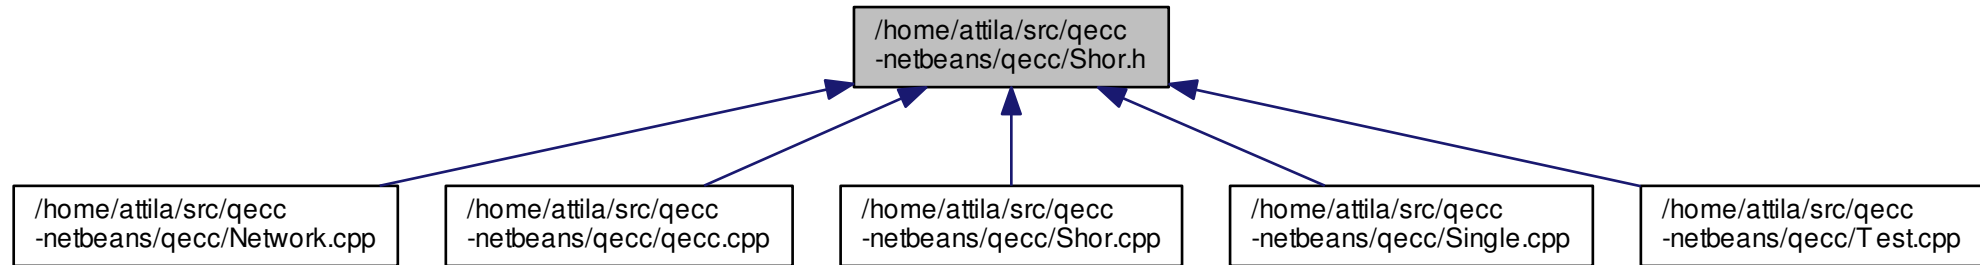 /home/attila/src/qecc
-netbeans/qecc/Shor.h
/home/attila/src/qecc
-netbeans/qecc/Network.cpp
/home/attila/src/qecc
-netbeans/qecc/qecc.cpp
/home/attila/src/qecc
-netbeans/qecc/Shor.cpp
/home/attila/src/qecc
-netbeans/qecc/Single.cpp
/home/attila/src/qecc
-netbeans/qecc/Test.cpp